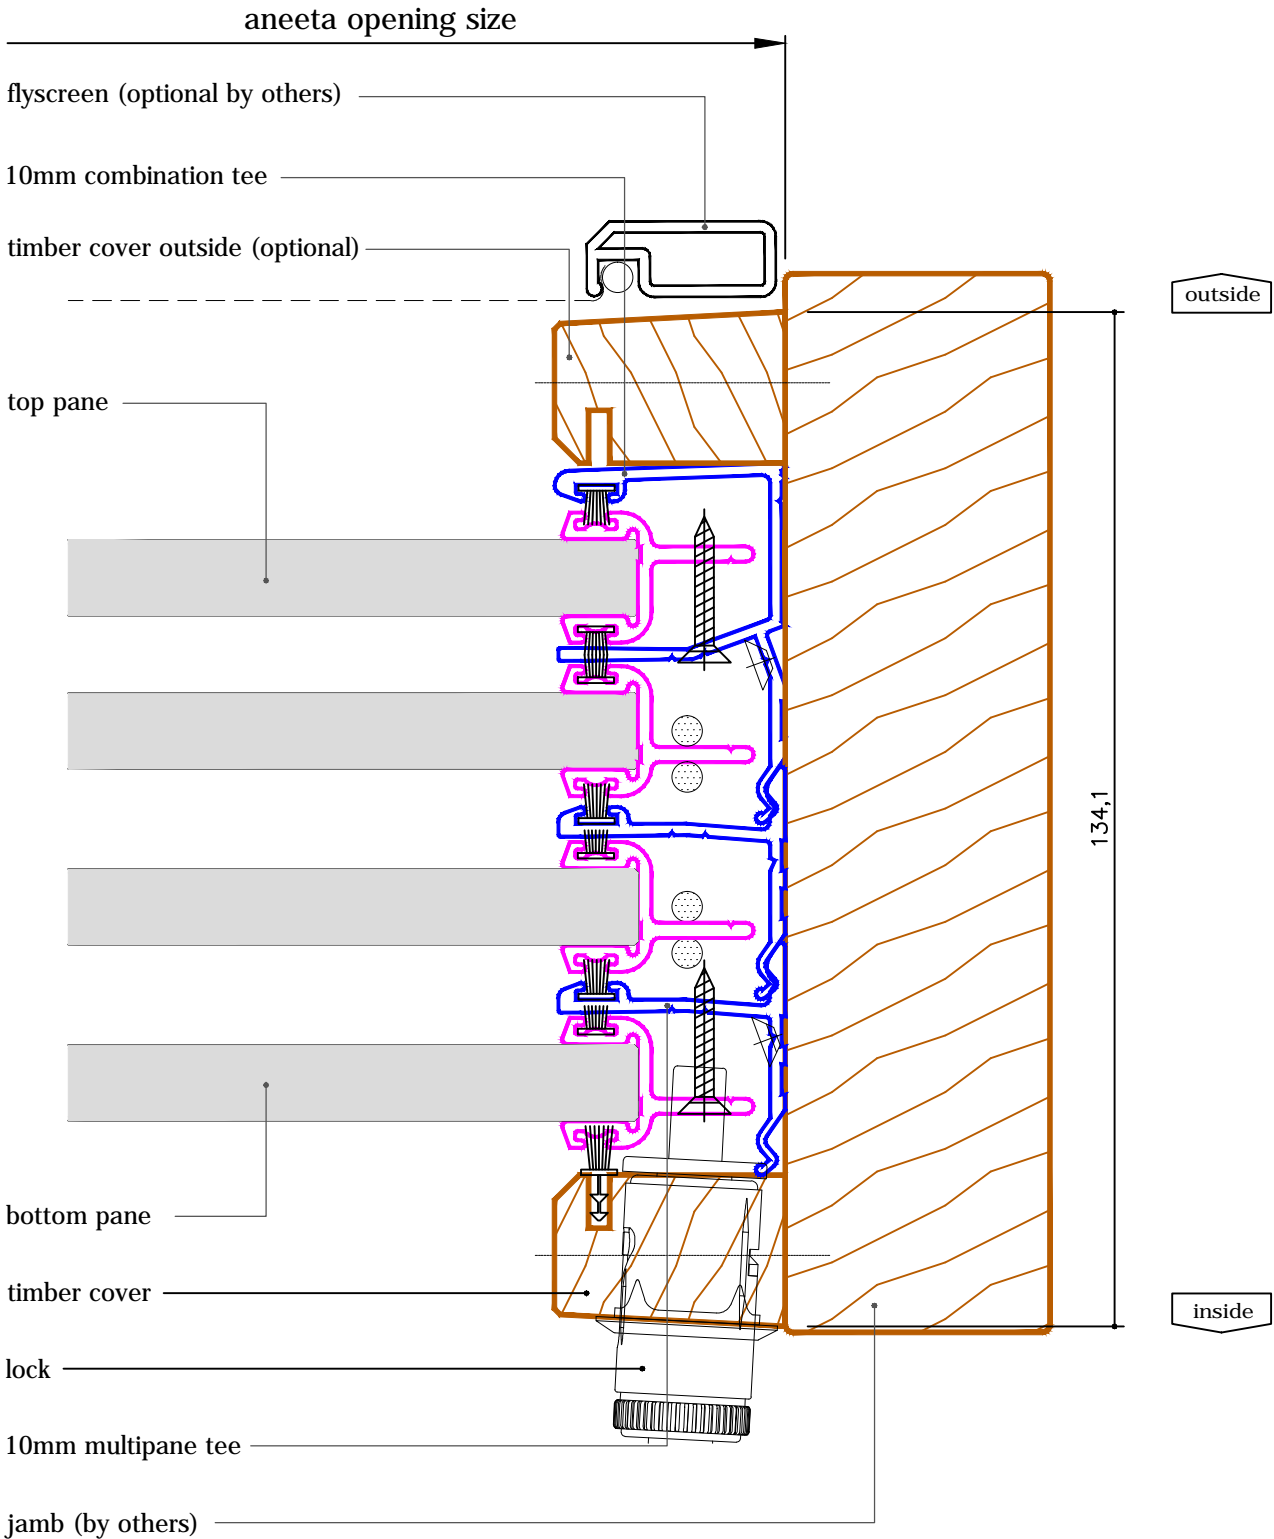 aneeta opening size
flyscreen (optional by others)
10mm combination tee
timber cover outside (optional)
outside
top pane
134,1
bottom pane
timber cover
inside
lock
10mm multipane tee
jamb (by others)